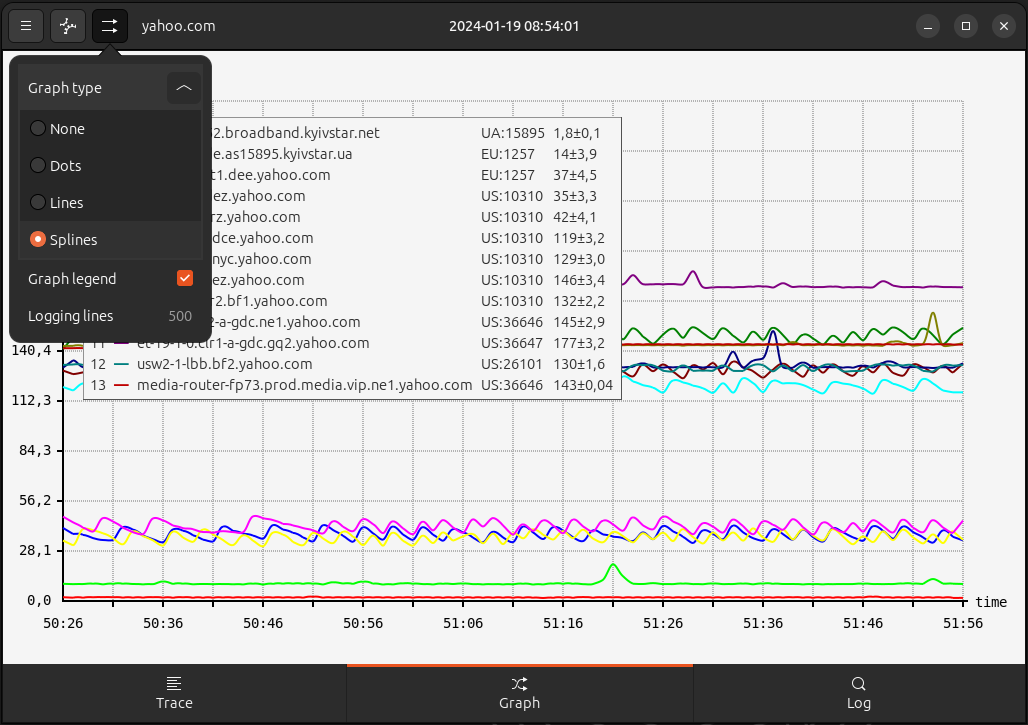 yahoo.com 2024-01-19 08:54:01
Graph type
None
Dots
Lines
Splines
Graph legend
Logging lines 500
2.broadband.kyivstar.net UA:15895 1,8±0,1
e.as15895.kyivstar.ua EU:1257 14±3,9
t1.dee.yahoo.com EU:1257 37±4,5
ez.yahoo.com US:10310 35±3,3
rz.yahoo.com US:10310 42±4,1
dce.yahoo.com US:10310 119±3,2
nyc.yahoo.com US:10310 129±3,0
ez.yahoo.com US:10310 146±3,4
r2.bf1.yahoo.com US:10310 132±2,2
2-a-gdc.ne1.yahoo.com US:36646 145±2,9
ctr1-a-gdc.gq2.yahoo.com US:36647 177±3,2
12 usw2-1-lbb.bf2.yahoo.com US:26101 130±1,6
13 media-router-fp73.prod.media.vip.ne1.yahoo.com US:36646 143±0,04
140,4
112,3
84,3
56,2
28,1
0,0
time
50:26 50:36 50:46 50:56 51:06 51:16 51:26 51:36 51:46 51:56
Trace Graph Log